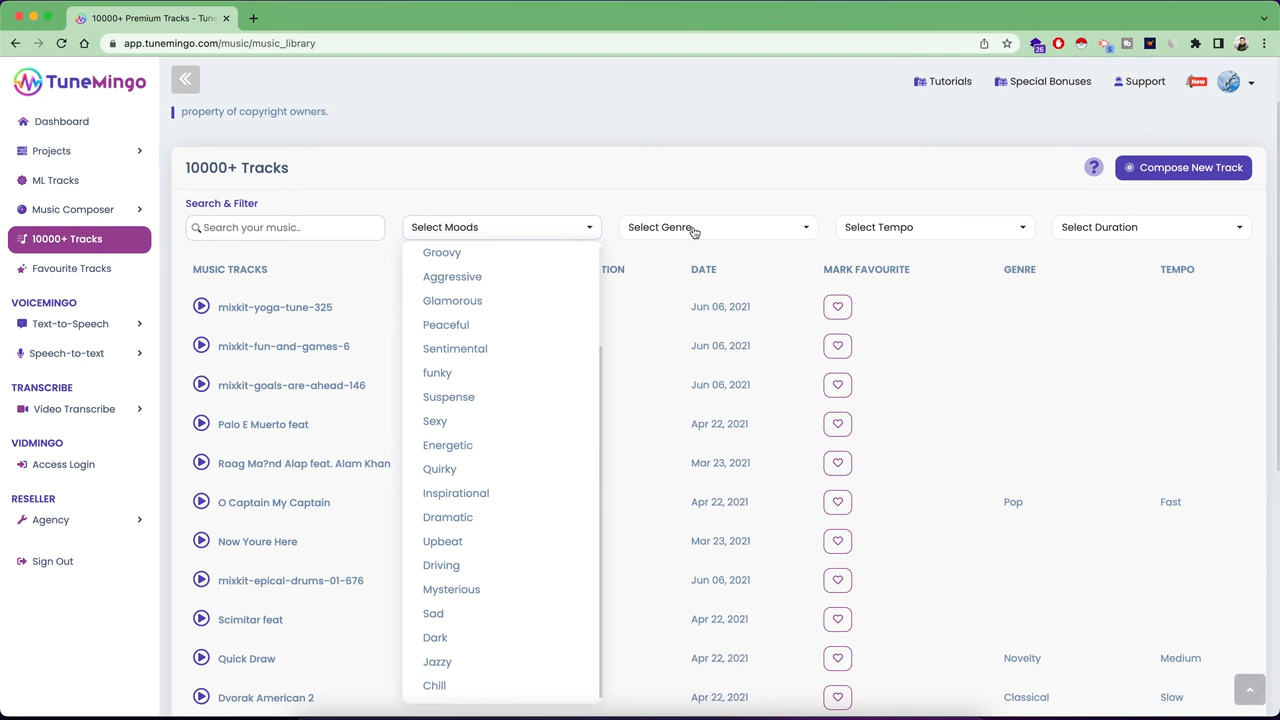 10000+ Premium Tracks - Tune
app.tunemingo.com/music/music_library
26
5
TuneMingo
Tutorials
Special Bonuses
Support
New
property of copyright owners.
Dashboard
Projects
ML Tracks
Music Composer
10000+ Tracks
Favourite Tracks
VOICEMINGO
Text-to-Speech
Speech-to-text
TRANSCRIBE
Video Transcribe
VIDMINGO
Access Login
RESELLER
Agency
Sign Out
10000+ Tracks
?
Compose New Track
Search & Filter
Search your music..
Select Moods
Select Genre
Select Tempo
Select Duration
Groovy
Aggressive
Glamorous
Peaceful
Sentimental
funky
Suspense
Sexy
Energetic
Quirky
Inspirational
Dramatic
Upbeat
Driving
Mysterious
Sad
Dark
Jazzy
Chill
MUSIC TRACKS TION DATE MARK FAVOURITE GENRE TEMPO
mixkit-yoga-tune-325 Jun 06, 2021
mixkit-fun-and-games-6 Jun 06, 2021
mixkit-goals-are-ahead-146 Jun 06, 2021
Palo E Muerto feat Apr 22, 2021
Raag Ma?nd Alap feat. Alam Khan Mar 23, 2021
O Captain My Captain Apr 22, 2021 Pop Fast
Now Youre Here Mar 23, 2021
mixkit-epical-drums-01-676 Jun 06, 2021
Scimitar feat Apr 22, 2021
Quick Draw Apr 22, 2021 Novelty Medium
Dvorak American 2 Apr 22, 2021 Classical Slow